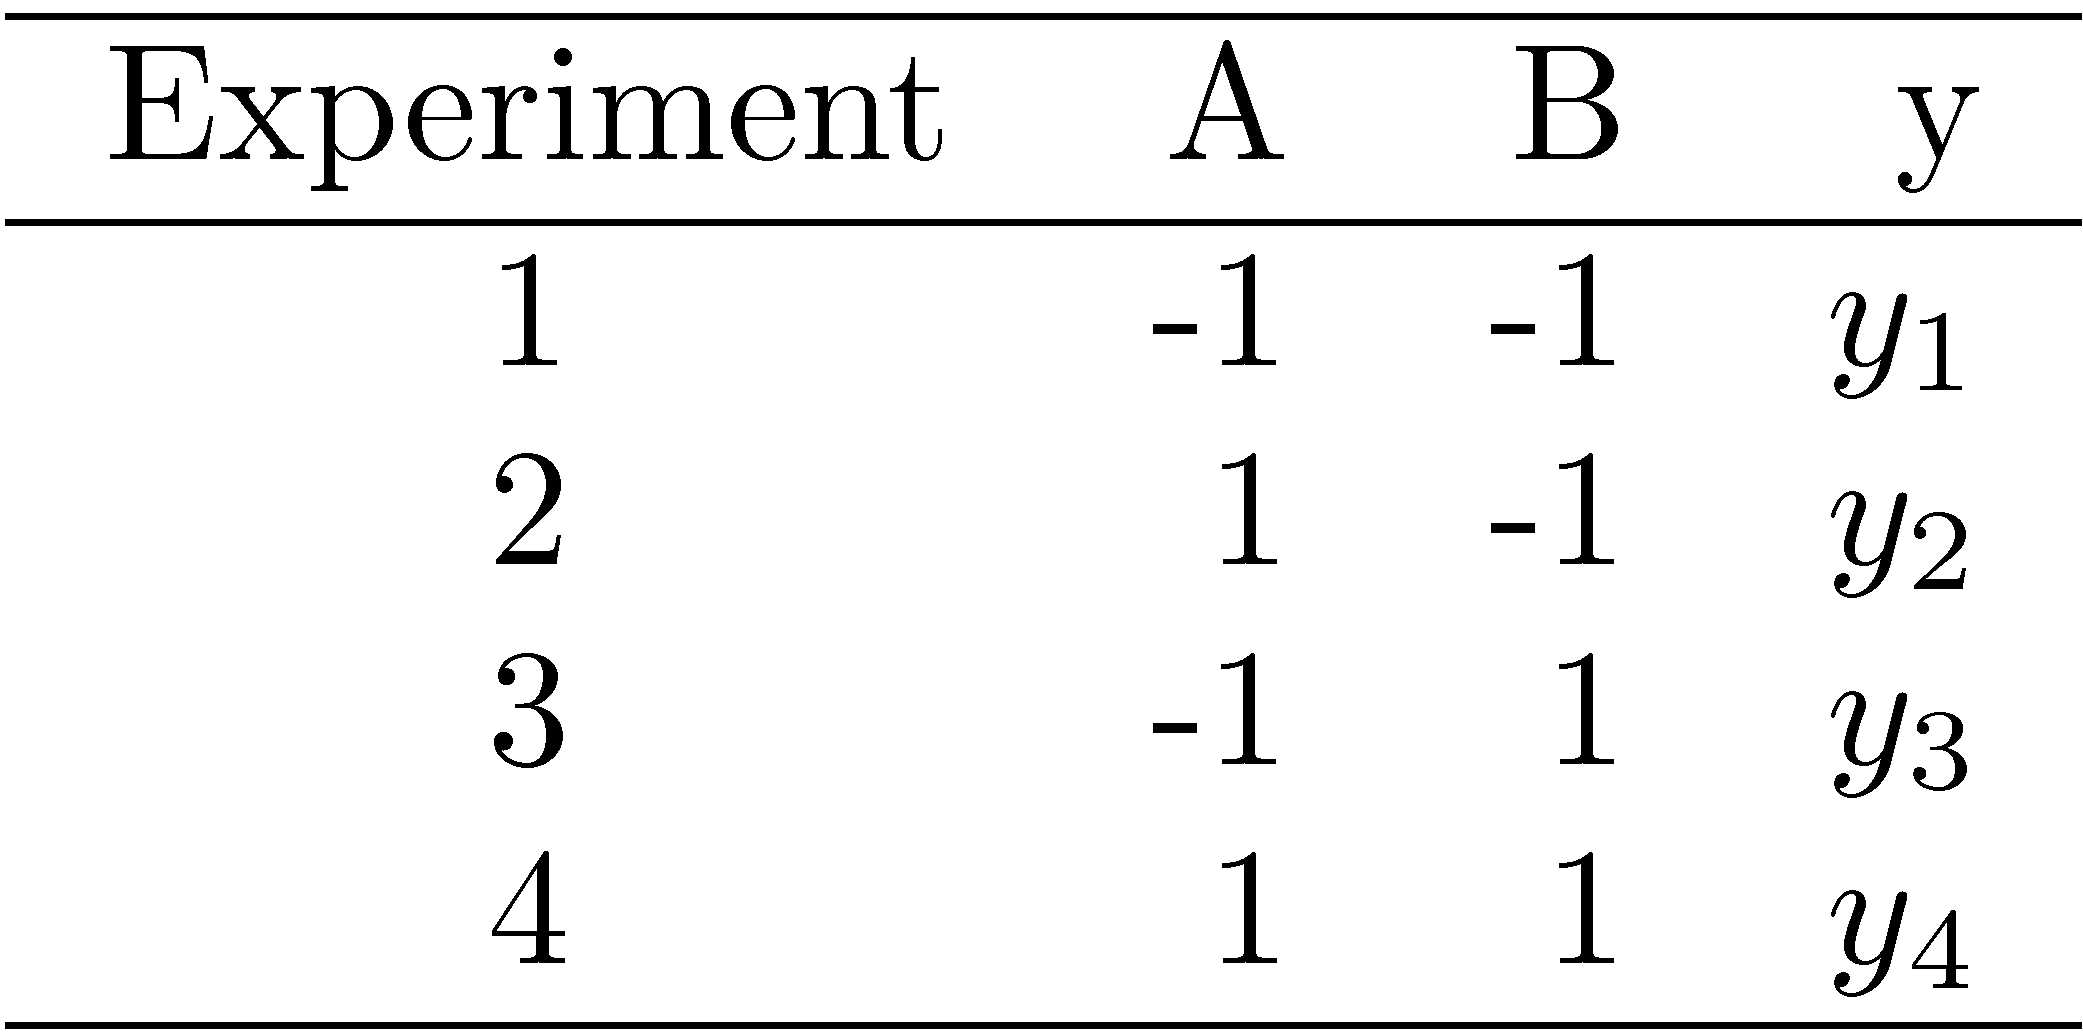 Experiment A B y
1 -1 -1 y₁
2 1 -1 y₂
3 -1 1 y₃
4 1 1 y₄